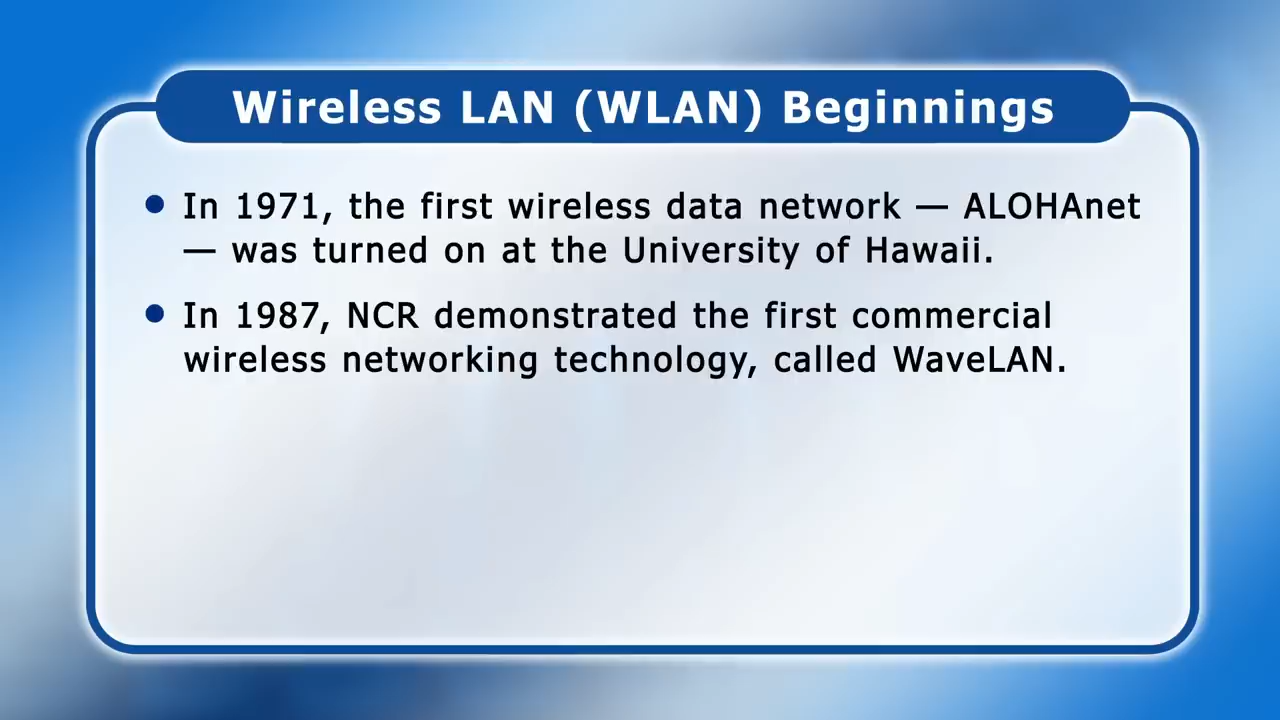 Wireless LAN (WLAN) Beginnings
• In 1971, the first wireless data network — ALOHAnet
— was turned on at the University of Hawaii.
• In 1987, NCR demonstrated the first commercial
wireless networking technology, called WaveLAN.